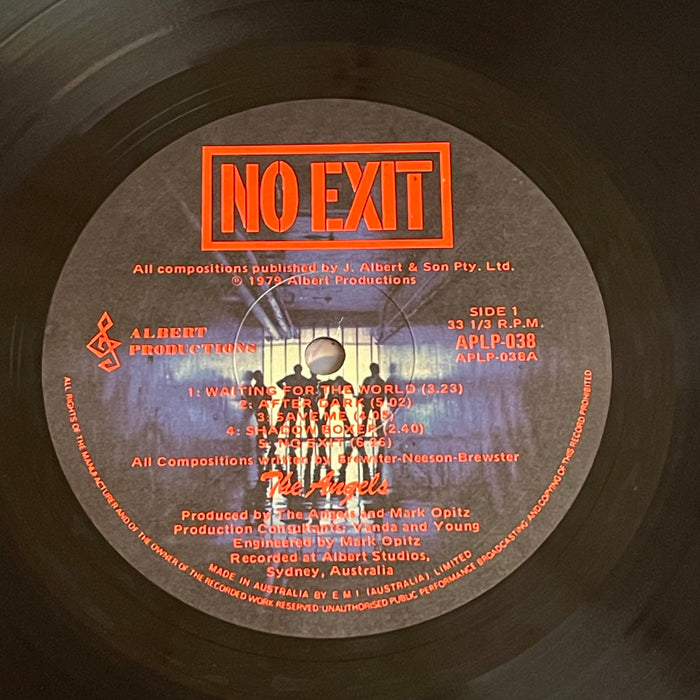 NO EXIT
All compositions published by J. Albert & Son Pty. Ltd.
℗ 1979 Albert Productions
ALBERT
PRODUCTIONS
SIDE 1
33 1/3 R.P.M.
APLP-038
APLP-038A
1: WAITING FOR THE WORLD (3.23)
2: AFTER DARK (5.02)
3: SAVE ME (4.05)
4: SHADOW BOXER (2.40)
5: NO EXIT (6.26)
All Compositions written by Brewster-Neeson-Brewster
The Angels
Produced by The Angels and Mark Opitz
Production Consultants: Vanda and Young
Engineered by Mark Opitz
Recorded at Albert Studios,
Sydney, Australia
MADE IN AUSTRALIA BY E M I (AUSTRALIA) LIMITED
ALL RIGHTS OF THE MANUFACTURER AND OF THE OWNER OF THE RECORDED WORK RESERVED·UNAUTHORISED PUBLIC PERFORMANCE BROADCASTING AND COPYING OF THIS RECORD PROHIBITED